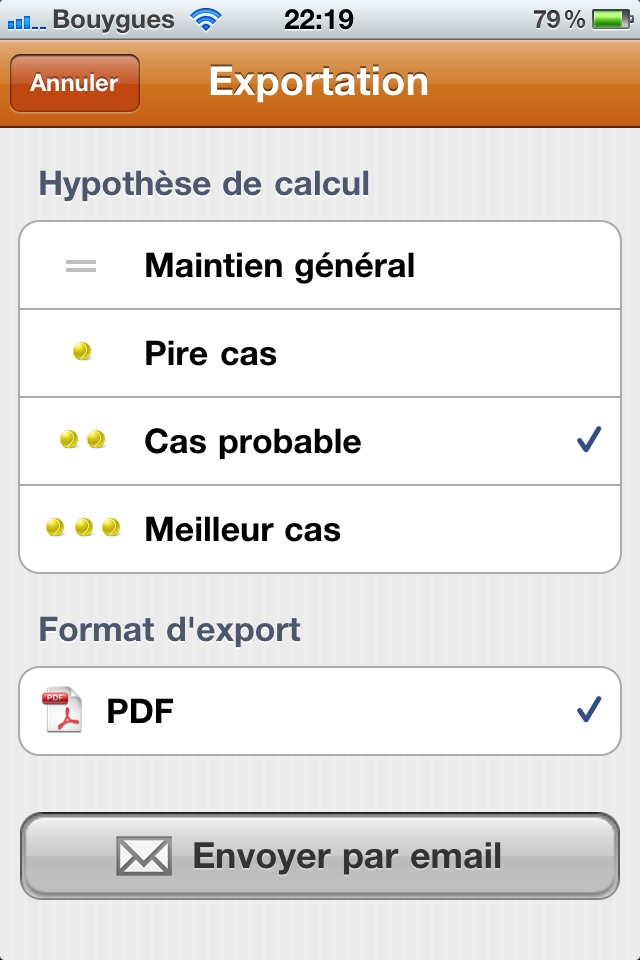 Bouygues 22:19 79 %
Annuler Exportation
Hypothèse de calcul
Maintien général
Pire cas
Cas probable
Meilleur cas
Format d'export
PDF PDF
Envoyer par email